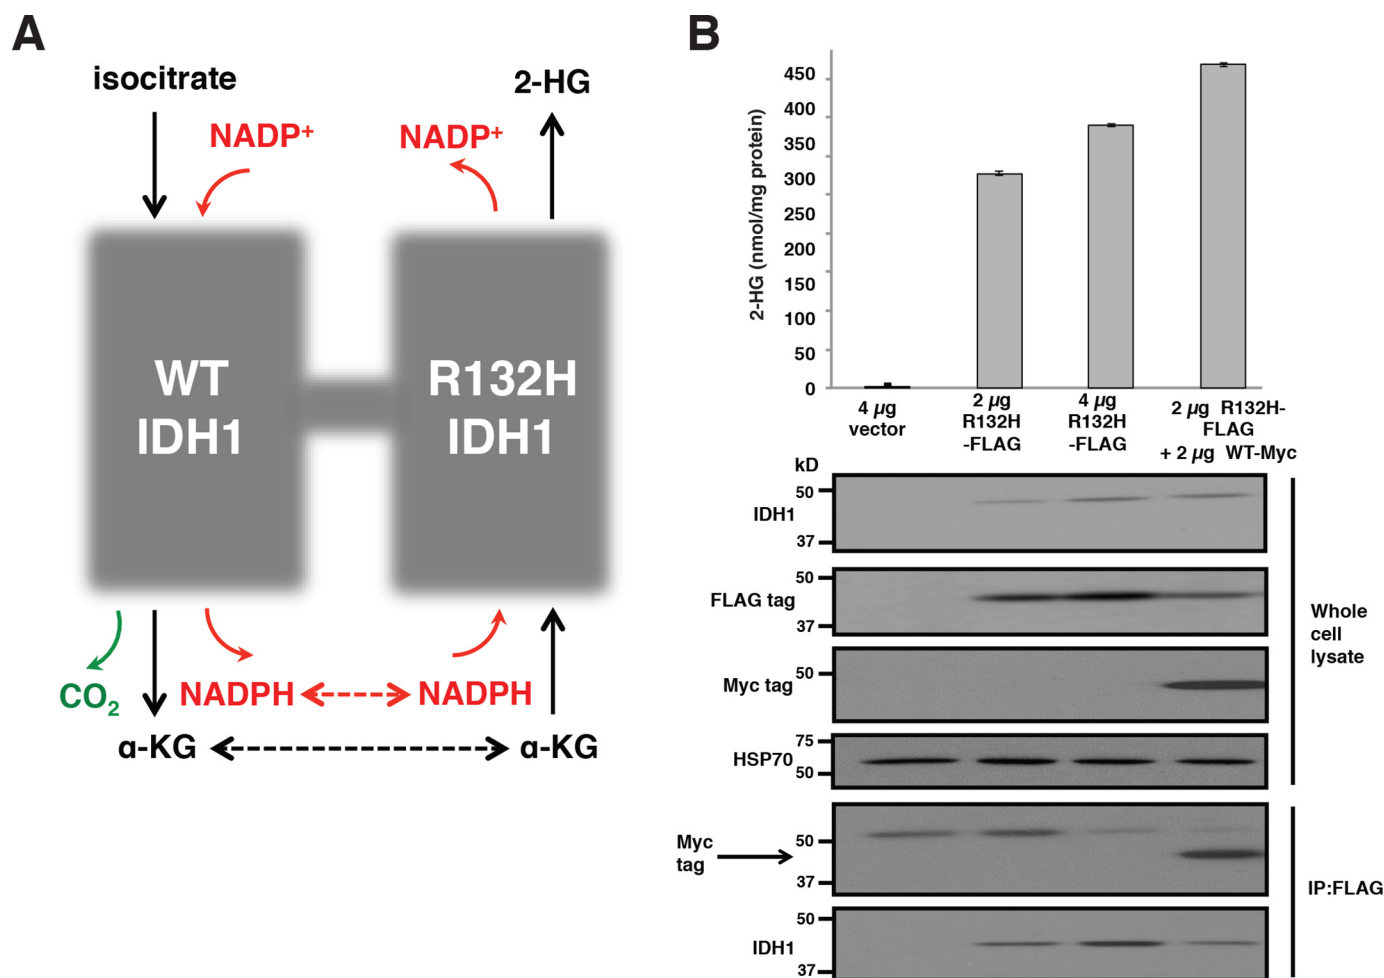 A
isocitrate
2-HG
NADP+
NADP+
WT
IDH1
R132H
IDH1
CO2
NADPH
NADPH
α-KG
α-KG
B
2-HG (nmol/mg protein)
450
400
350
300
250
200
150
100
50
0
4 µg
vector
2 µg
R132H
-FLAG
4 µg
R132H
-FLAG
2 µg R132H-
FLAG
+ 2 µg WT-Myc
kD
50
IDH1
37
50
FLAG tag
37
50
Myc tag
75
HSP70
50
Whole
cell
lysate
Myc
tag
50
37
50
IDH1
37
IP:FLAG